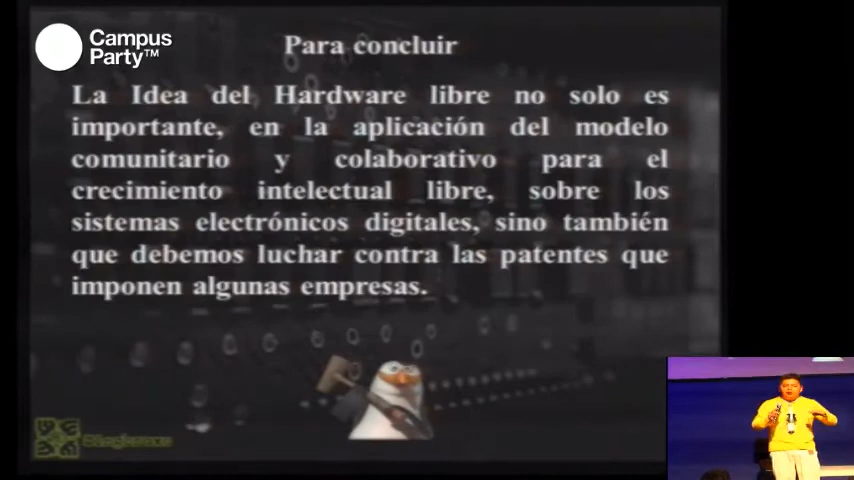 Campus
Party™
Para concluir
La Idea del Hardware libre no solo es
importante, en la aplicación del modelo
comunitario y colaborativo para el
crecimiento intelectual libre, sobre los
sistemas electrónicos digitales, sino también
que debemos luchar contra las patentes que
imponen algunas empresas.